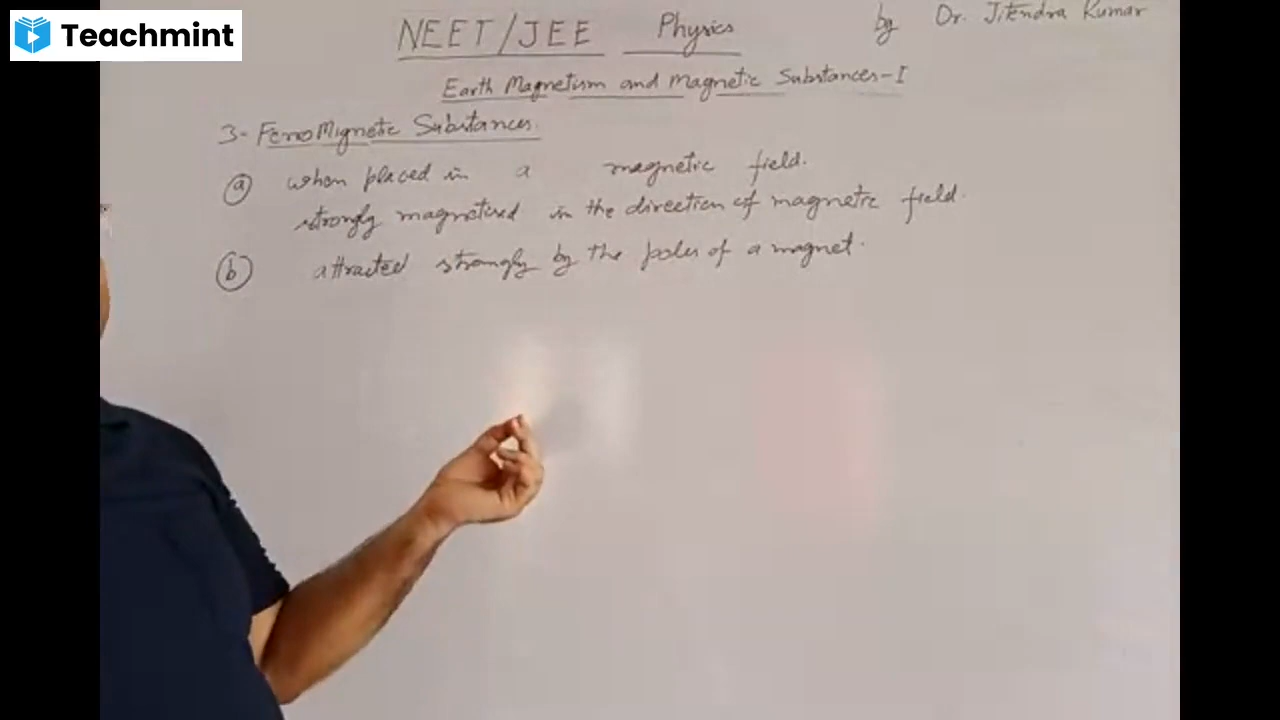 Teachmint
NEET/JEE Physics by Dr. Jitendra Kumar
Earth Magnetism and Magnetic Substances-I
3- FerroMignetic Substances.
(a) when placed in a magnetic field.
strongly magnetised in the direction of magnetic field.
(b) attracted strongly by the poles of a magnet.